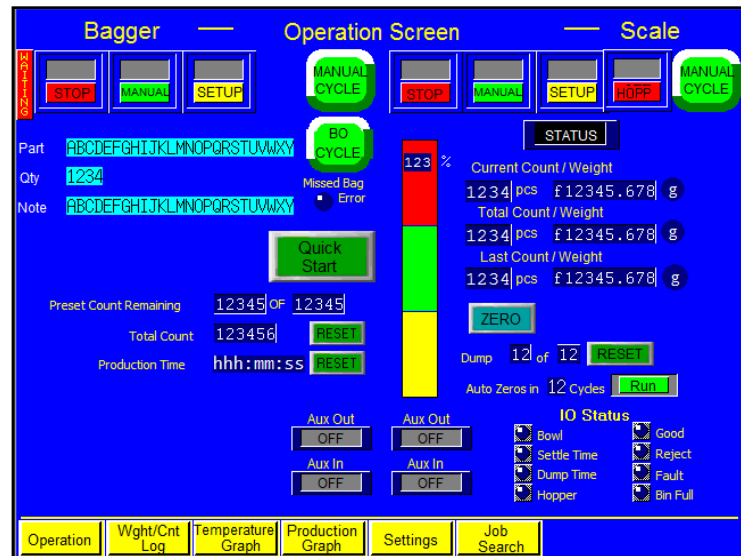 Bagger — Operation Screen — Scale
WAITING
STOP MANUAL SETUP MANUAL CYCLE STOP MANUAL SETUP HOPP MANUAL CYCLE
BO CYCLE
STATUS
Part ABCDEFGHIJKLMNOPQRSTUVWXY
Qty 1234
Note ABCDEFGHIJKLMNOPQRSTUVWXY
Missed Bag
Error
123 %
Current Count / Weight
1234 pcs f12345.678 g
Total Count / Weight
1234 pcs f12345.678 g
Last Count / Weight
1234 pcs f12345.678 g
Quick
Start
Preset Count Remaining 12345 OF 12345
Total Count 123456 RESET
Production Time hhh:mm:ss RESET
ZERO
Dump 12 of 12 RESET
Auto Zeros in 12 Cycles Run
Aux Out Aux Out
OFF OFF
Aux In Aux In
OFF OFF
IO Status
Bowl Good
Settle Time Reject
Dump Time Fault
Hopper Bin Full
Operation
Wght/Cnt
Log
Temperature
Graph
Production
Graph
Settings
Job
Search